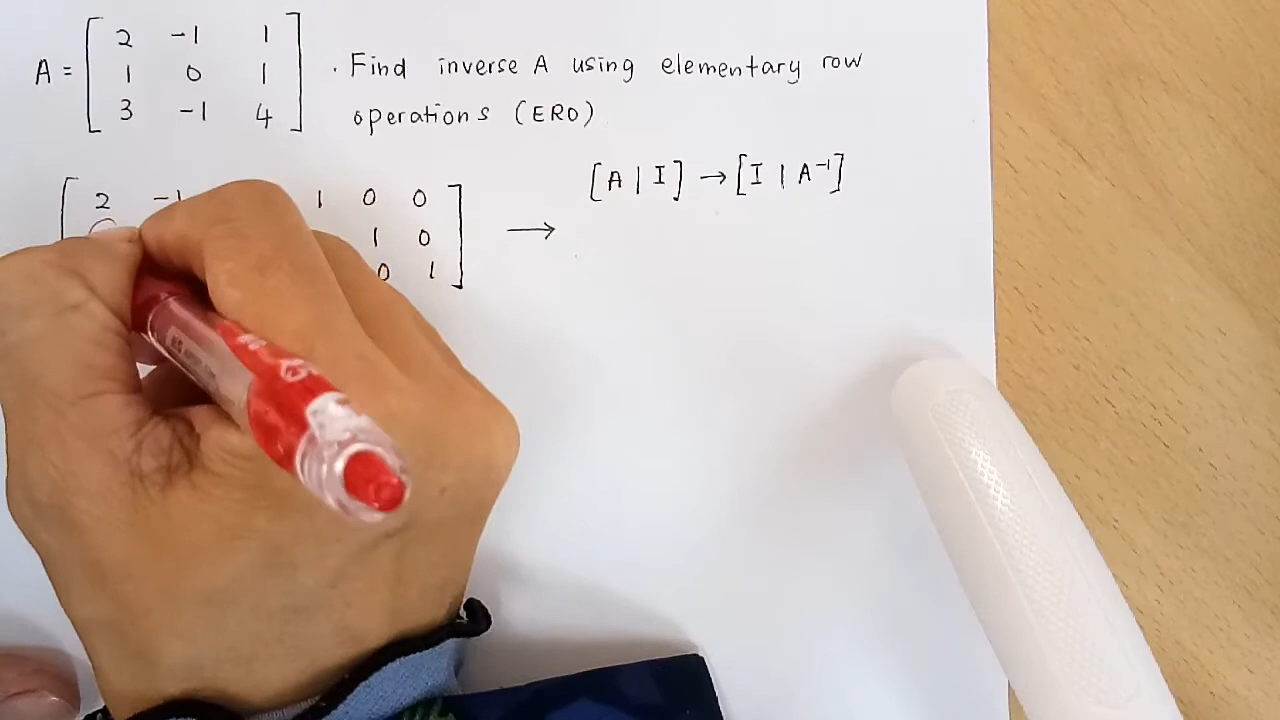 A = [ 2 -1 1
1 0 1
3 -1 4 ]
. Find inverse A using elementary row
operations (ERO)
[A | I] → [I | A⁻¹]
2 -1 1 0 0
1 0
0 1
→